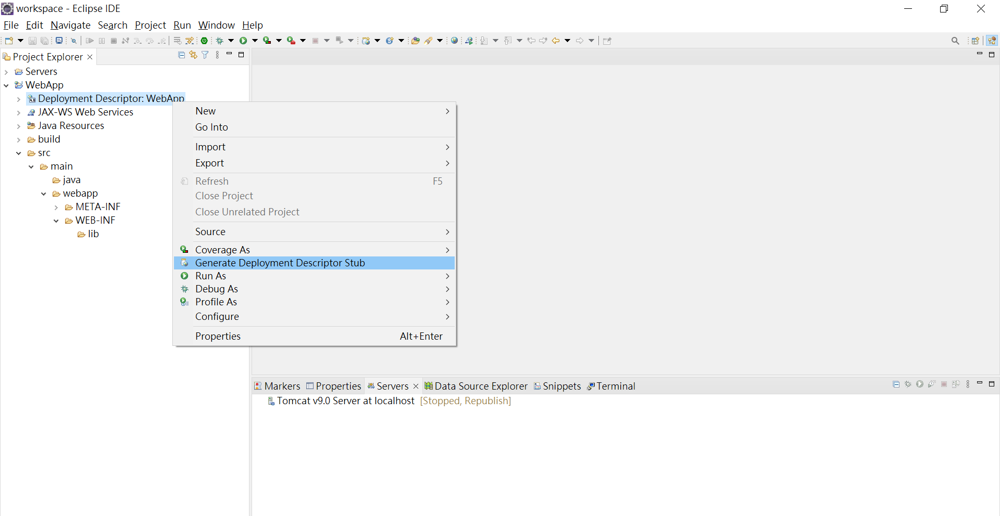 workspace - Eclipse IDE
File Edit Navigate Search Project Run Window Help
Project Explorer
Servers
WebApp
Deployment Descriptor: WebApp
JAX-WS Web Services
Java Resources
build
src
main
java
webapp
META-INF
WEB-INF
lib
New
Go Into
Import
Export
Refresh F5
Close Project
Close Unrelated Project
Source
Coverage As
Generate Deployment Descriptor Stub
Run As
Debug As
Profile As
Configure
Properties Alt+Enter
Markers Properties Servers Data Source Explorer Snippets Terminal
Tomcat v9.0 Server at localhost [Stopped, Republish]